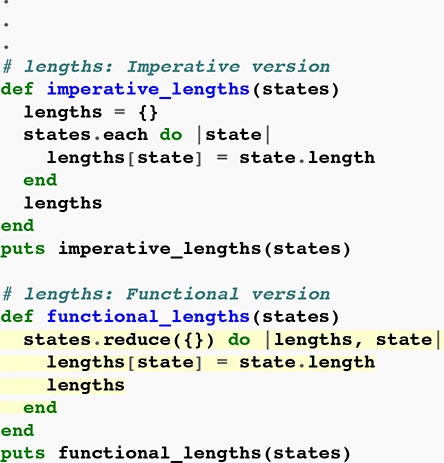 .
.
.
# lengths: Imperative version
def imperative_lengths(states)
  lengths = {}
  states.each do |state|
    lengths[state] = state.length
  end
  lengths
end
puts imperative_lengths(states)

# lengths: Functional version
def functional_lengths(states)
  states.reduce({}) do |lengths, state|
    lengths[state] = state.length
    lengths
  end
end
puts functional_lengths(states)